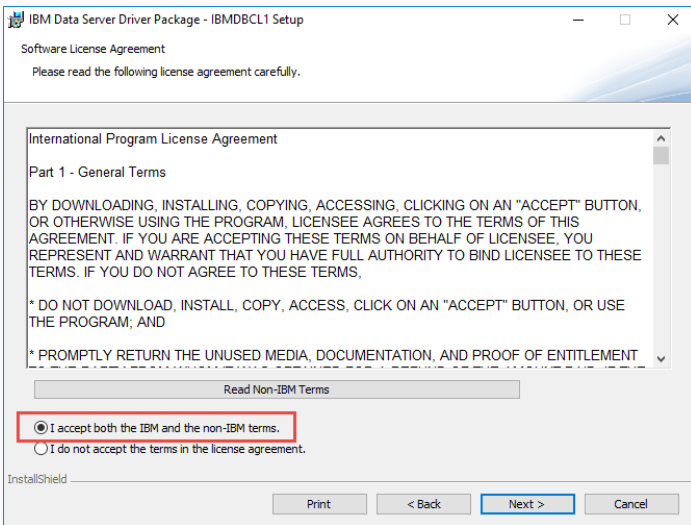 IBM Data Server Driver Package - IBMDBCL1 Setup
Software License Agreement
Please read the following license agreement carefully.
International Program License Agreement
Part 1 - General Terms
BY DOWNLOADING, INSTALLING, COPYING, ACCESSING, CLICKING ON AN "ACCEPT" BUTTON,
OR OTHERWISE USING THE PROGRAM, LICENSEE AGREES TO THE TERMS OF THIS
AGREEMENT. IF YOU ARE ACCEPTING THESE TERMS ON BEHALF OF LICENSEE, YOU
REPRESENT AND WARRANT THAT YOU HAVE FULL AUTHORITY TO BIND LICENSEE TO THESE
TERMS. IF YOU DO NOT AGREE TO THESE TERMS,
* DO NOT DOWNLOAD, INSTALL, COPY, ACCESS, CLICK ON AN "ACCEPT" BUTTON, OR USE
THE PROGRAM; AND
* PROMPTLY RETURN THE UNUSED MEDIA, DOCUMENTATION, AND PROOF OF ENTITLEMENT
Read Non-IBM Terms
I accept both the IBM and the non-IBM terms.
I do not accept the terms in the license agreement.
InstallShield
Print
< Back
Next >
Cancel